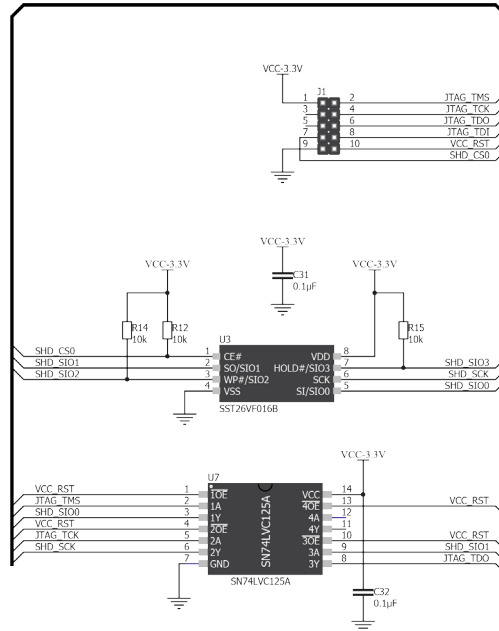 VCC-3.3V
J1
1 2 JTAG_TMS
3 4 JTAG_TCK
5 6 JTAG_TDO
7 8 JTAG_TDI
9 10 VCC_RST
SHD_CS0
VCC-3.3V
C31
0.1µF
VCC-3.3V
VCC-3.3V
R14
10k
R12
10k
R15
10k
U3
SHD_CS0 1 CE# VDD 8
SHD_SIO1 2 SO/SIO1 HOLD#/SIO3 7 SHD_SIO3
SHD_SIO2 3 WP#/SIO2 SCK 6 SHD_SCK
4 VSS SI/SIO0 5 SHD_SIO0
SST26VF016B
VCC-3.3V
U7
VCC_RST 1 1OE VCC 14
JTAG_TMS 2 1A 4OE 13 VCC_RST
SHD_SIO0 3 1Y 4A 12
VCC_RST 4 2OE 4Y 11
JTAG_TCK 5 2A 3OE 10 VCC_RST
SHD_SCK 6 2Y 3A 9 SHD_SIO1
7 GND 3Y 8 JTAG_TDO
SN74LVC125A
SN74LVC125A
C32
0.1µF